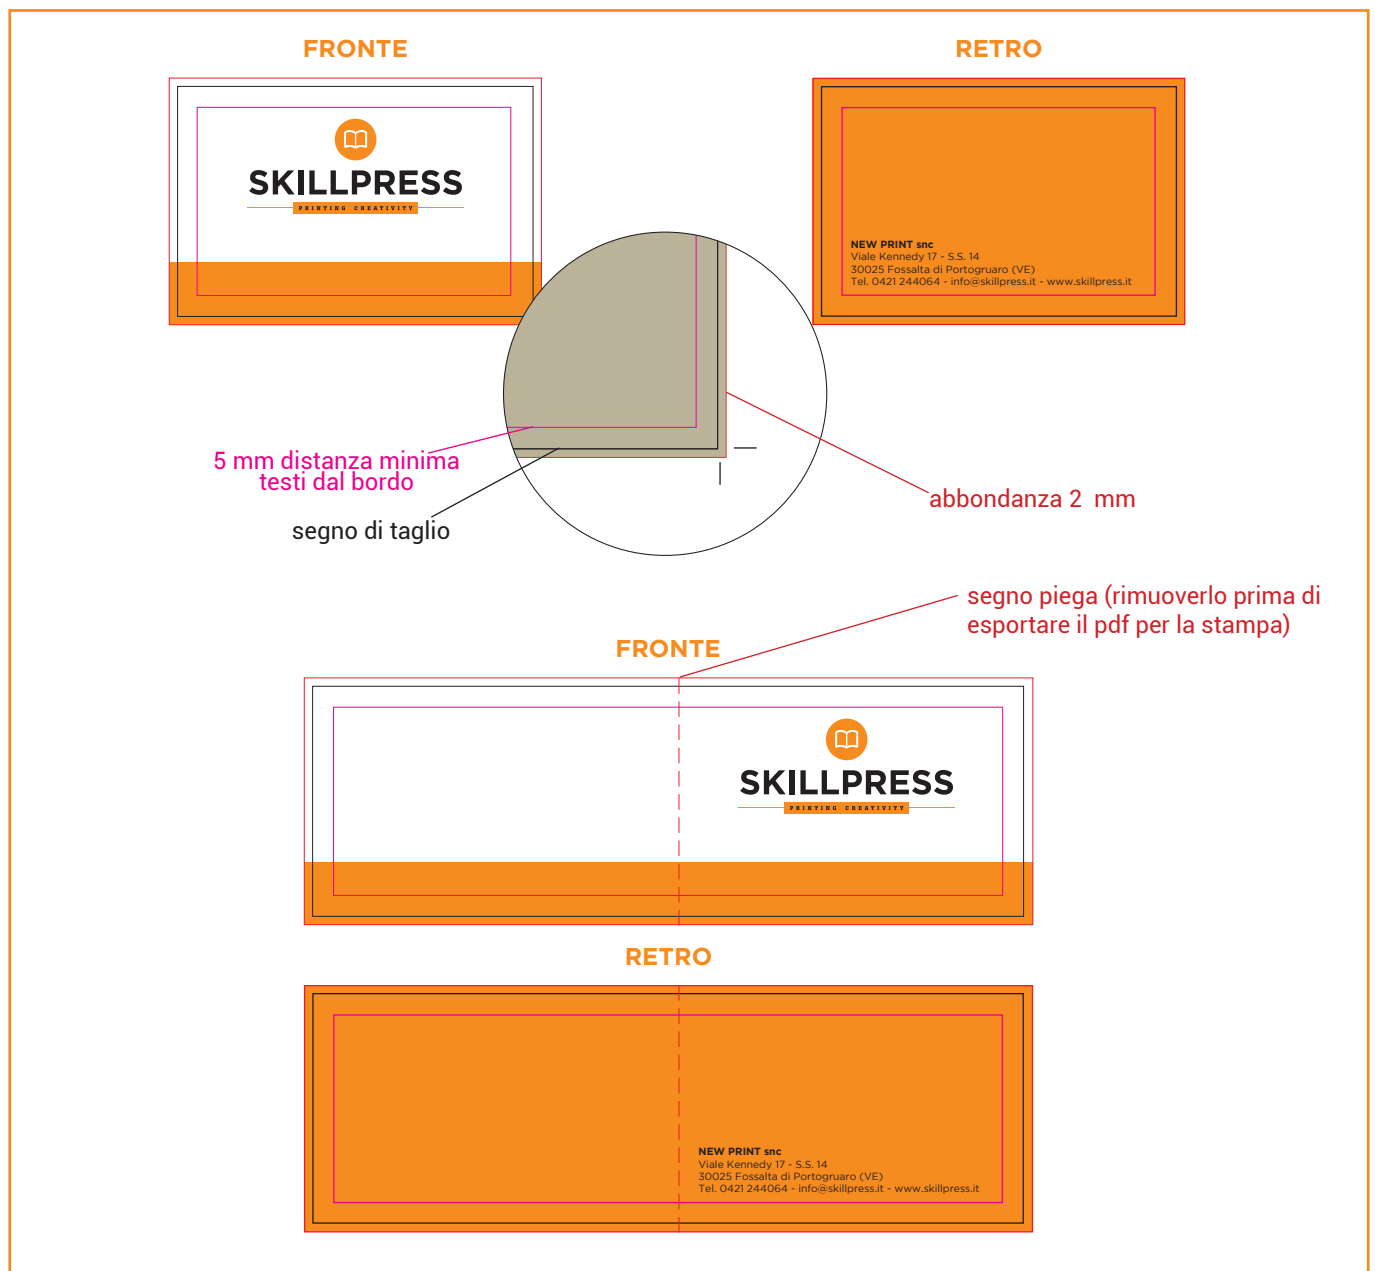 FRONTE
RETRO
SKILLPRESS
PRINTING CREATIVITY
NEW PRINT snc
Viale Kennedy 17 - S.S. 14
30025 Fossalta di Portogruaro (VE)
Tel. 0421 244064 - info@skillpress.it - www.skillpress.it
5 mm distanza minima
testi dal bordo
segno di taglio
abbondanza 2 mm
segno piega (rimuoverlo prima di
esportare il pdf per la stampa)
FRONTE
SKILLPRESS
PRINTING CREATIVITY
RETRO
NEW PRINT snc
Viale Kennedy 17 - S.S. 14
30025 Fossalta di Portogruaro (VE)
Tel. 0421 244064 - info@skillpress.it - www.skillpress.it